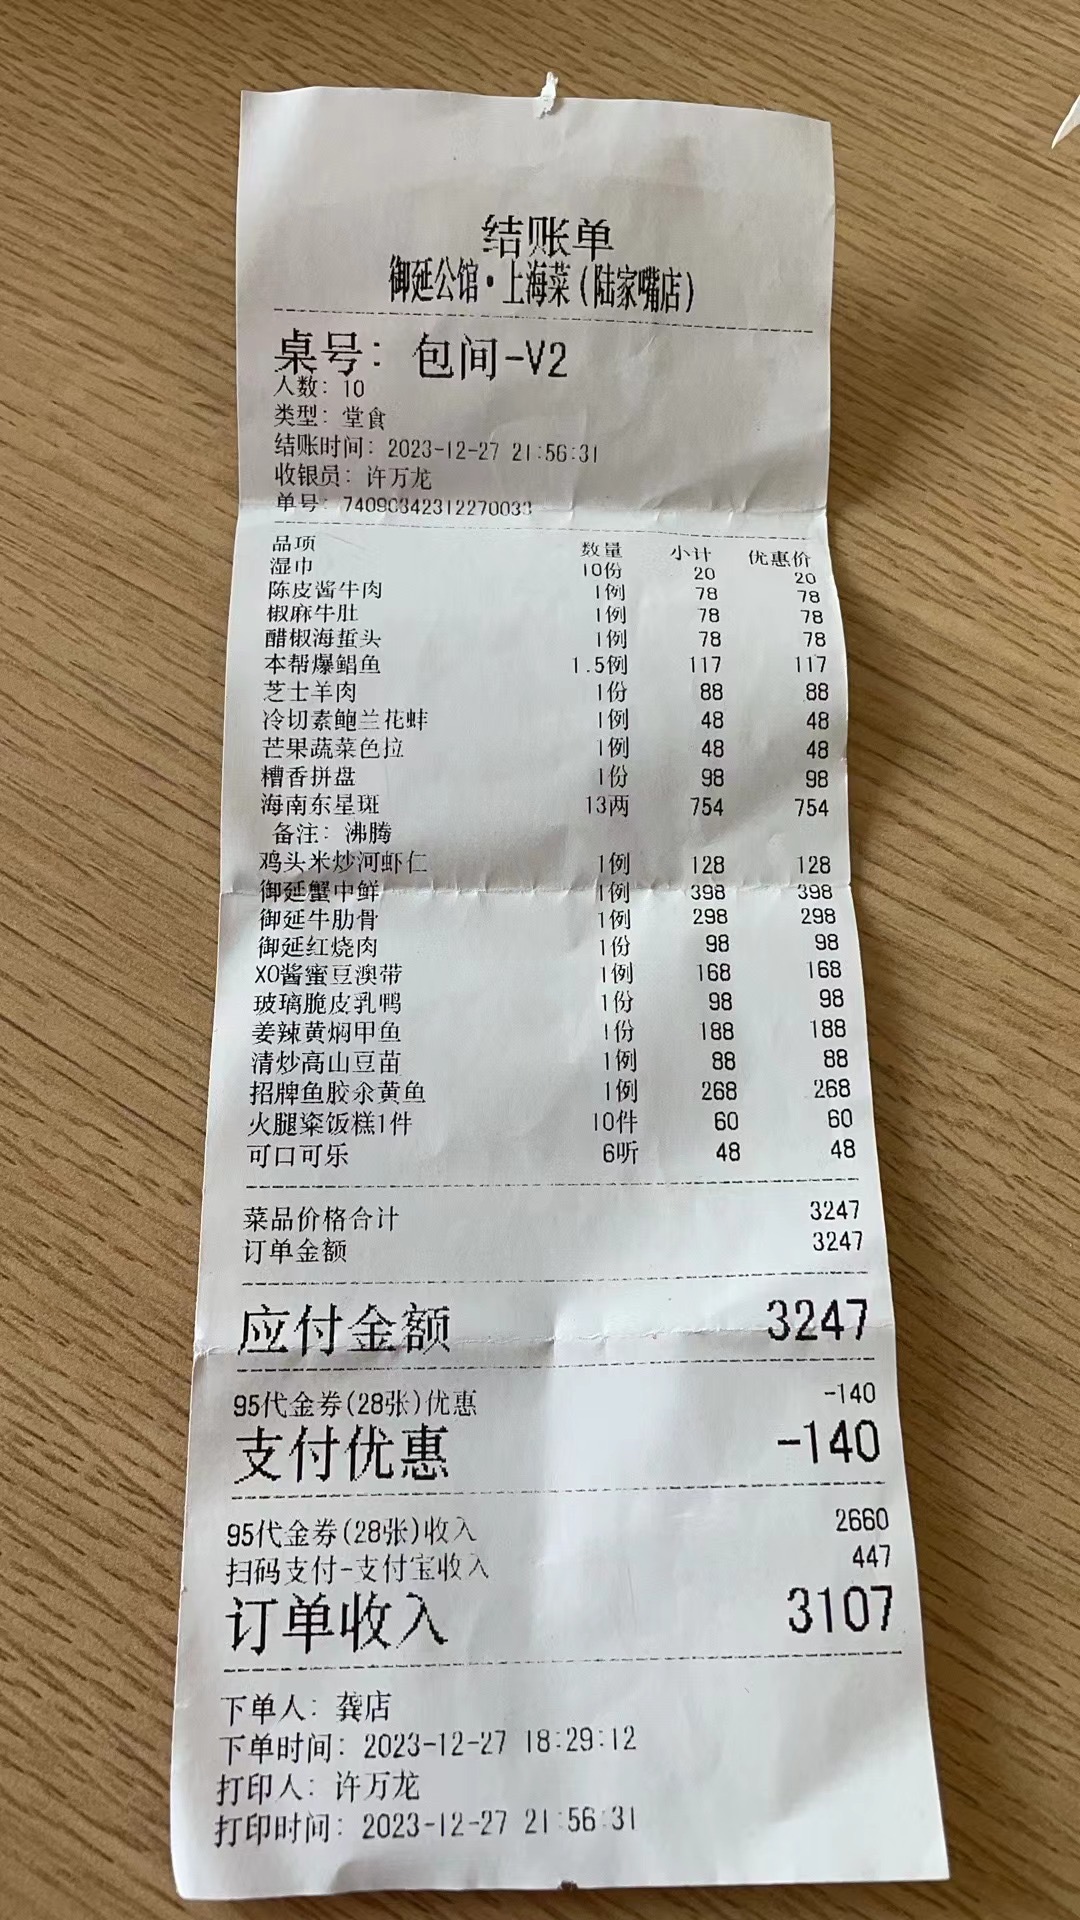 结账单
御延公馆·上海菜(陆家嘴店)
桌号: 包间-V2
人数: 10
类型: 堂食
结账时间: 2023-12-27 21:56:31
收银员: 许万龙
单号: 74090342312270033
品项 数量 小计 优惠价
湿巾 10份 20 20
陈皮酱牛肉 1例 78 78
椒麻牛肚 1例 78 78
醋椒海蜇头 1例 78 78
本帮爆鲳鱼 1.5例 117 117
芝士羊肉 1份 88 88
冷切素鲍兰花蚌 1例 48 48
芒果蔬菜色拉 1例 48 48
糟香拼盘 1份 98 98
海南东星斑 13两 754 754
备注: 沸腾
鸡头米炒河虾仁 1例 128 128
御延蟹中鲜 1例 398 398
御延牛肋骨 1例 298 298
御延红烧肉 1份 98 98
XO酱蜜豆澳带 1例 168 168
玻璃脆皮乳鸭 1份 98 98
姜辣黄焖甲鱼 1份 188 188
清炒高山豆苗 1例 88 88
招牌鱼胶汆黄鱼 1例 268 268
火腿粢饭糕1件 10件 60 60
可口可乐 6听 48 48
菜品价格合计 3247
订单金额 3247
应付金额 3247
95代金券(28张)优惠 -140
支付优惠 -140
95代金券(28张)收入 2660
扫码支付-支付宝收入 447
订单收入 3107
下单人: 龚店
下单时间: 2023-12-27 18:29:12
打印人: 许万龙
打印时间: 2023-12-27 21:56:31